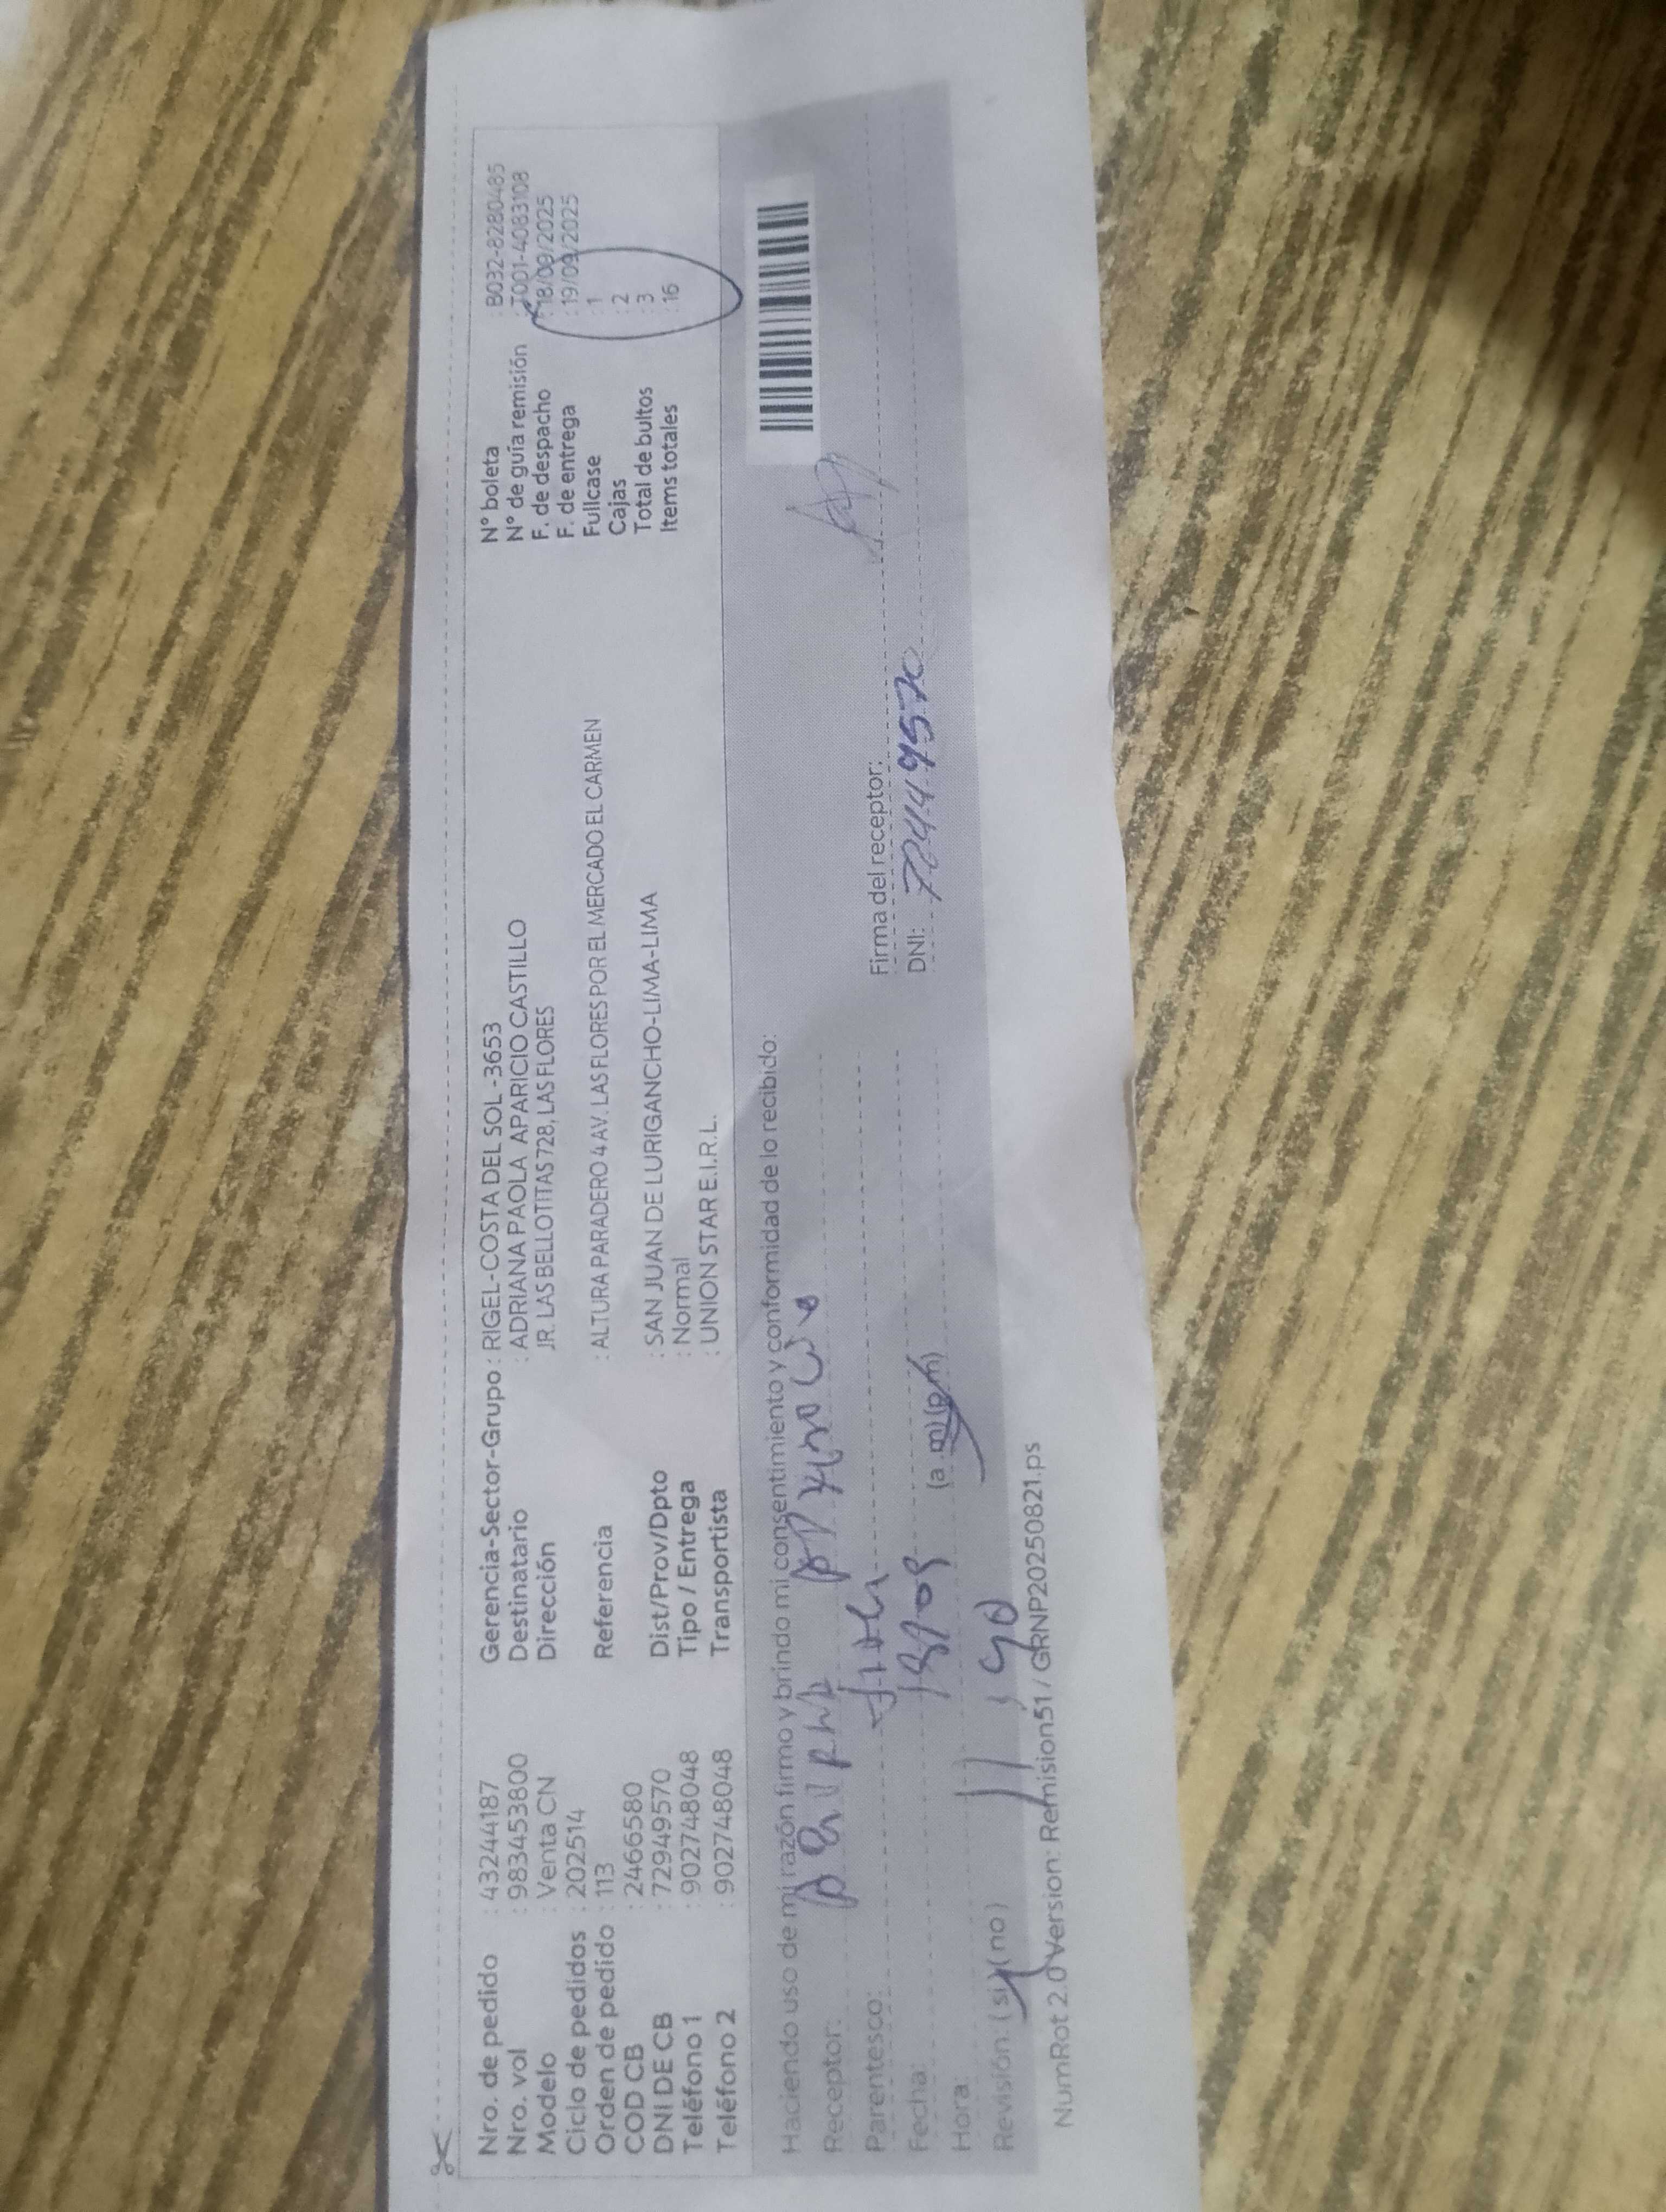 Nro. de pedido : 43244187
Nro. vol : 983453800
Modelo : Venta CN
Ciclo de pedidos : 202514
Orden de pedido : 113
COD CB : 2466580
DNI DE CB : 72949570
Teléfono 1 : 902748048
Teléfono 2 : 902748048
Gerencia-Sector-Grupo : RIGEL-COSTA DEL SOL -3653
Destinatario : ADRIANA PAOLA APARICIO CASTILLO
Dirección JR. LAS BELLOTITAS 728, LAS FLORES
Referencia : ALTURA PARADERO 4 AV. LAS FLORES POR EL MERCADO EL CARMEN
Dist/Prov/Dpto : SAN JUAN DE LURIGANCHO-LIMA-LIMA
Tipo / Entrega : Normal
Transportista : UNION STAR E.I.R.L.
N° boleta : B032-8280485
N° de guía remisión : T001-4083108
F. de despacho : 18/09/2025
F. de entrega : 19/09/2025
Fullcase : 1
Cajas : 2
Total de bultos : 3
Items totales : 16
Haciendo uso de mi razón firmo y brindo mi consentimiento y conformidad de lo recibido:
Receptor:
Parentesco:
Fecha:
Hora: (a.m) (p.m)
Revisión: (si) (no)
Firma del receptor:
DNI:
NumRot 2.0 Version: Remision51 / GRNP20250821.ps